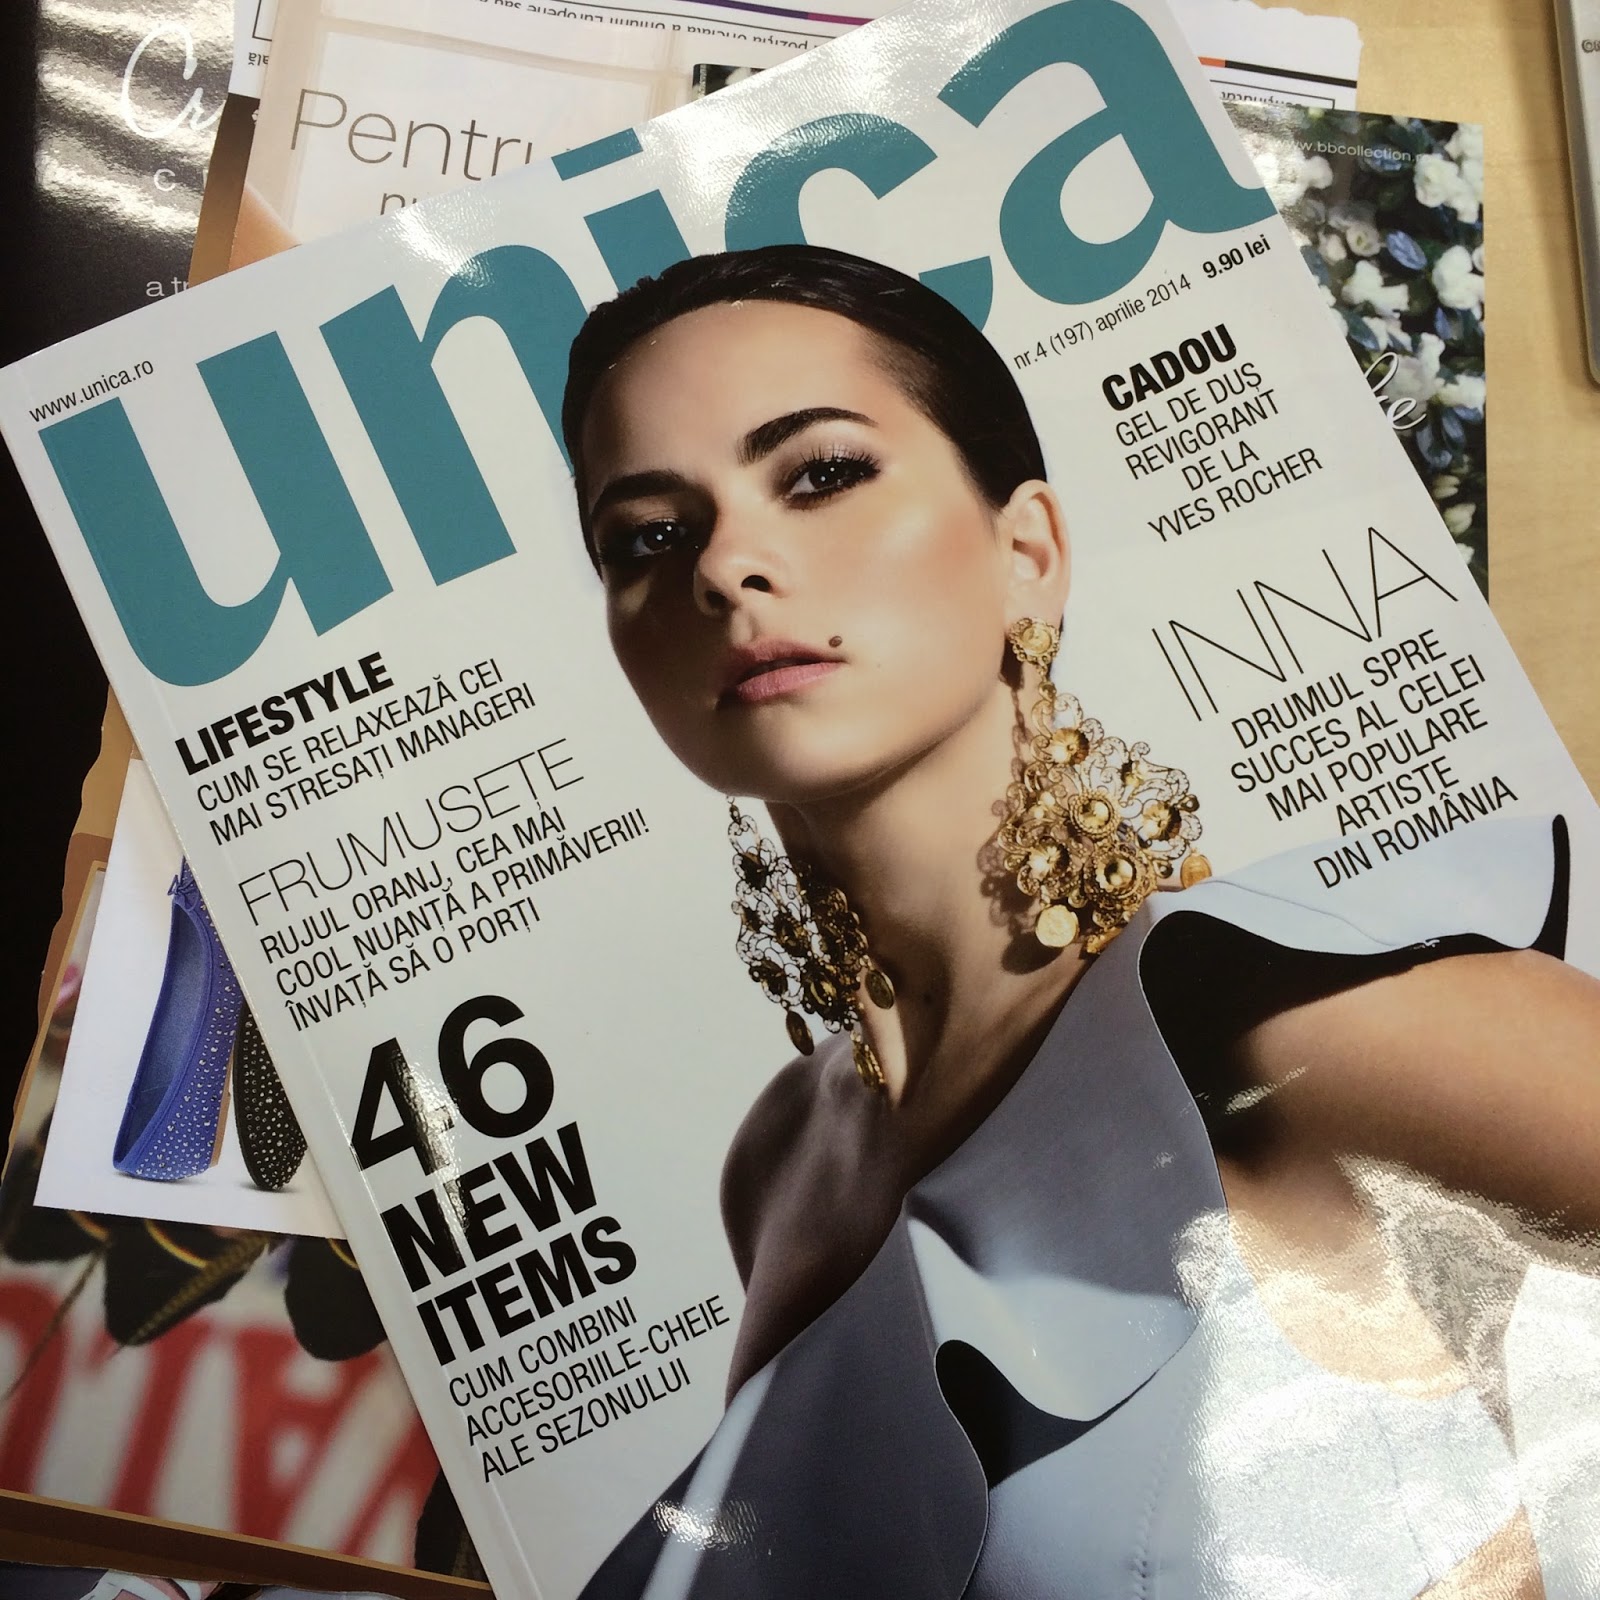 Pentru
www.bbcollection.
unica
www.unica.ro
nr.4 (197) aprilie 2014 9.90 lei
CADOU
GEL DE DUȘ
REVIGORANT
DE LA
YVES ROCHER
INNA
DRUMUL SPRE
SUCCES AL CELEI
MAI POPULARE
ARTISTE
DIN ROMÂNIA
LIFESTYLE
CUM SE RELAXEAZĂ CEI
MAI STRESAȚI MANAGERI
FRUMUSEȚE
RUJUL ORANJ, CEA MAI
COOL NUANȚĂ A PRIMĂVERII!
ÎNVAȚĂ SĂ O PORȚI
46
NEW
ITEMS
CUM COMBINI
ACCESORIILE-CHEIE
ALE SEZONULUI